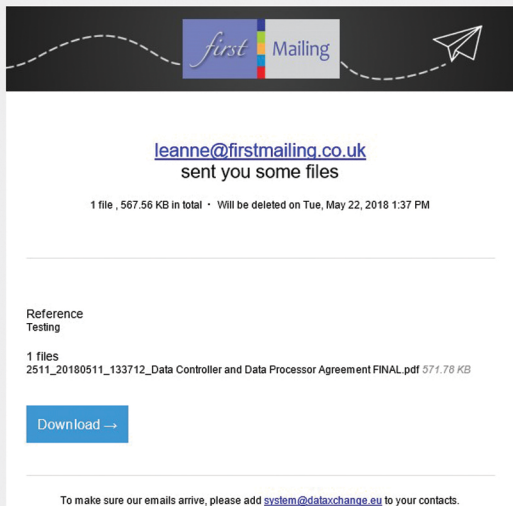 first Mailing
leanne@firstmailing.co.uk
sent you some files
1 file , 567.56 KB in total · Will be deleted on Tue, May 22, 2018 1:37 PM
Reference
Testing
1 files
2511_20180511_133712_Data Controller and Data Processor Agreement FINAL.pdf 571.78 KB
Download →
To make sure our emails arrive, please add system@dataxchange.eu to your contacts.